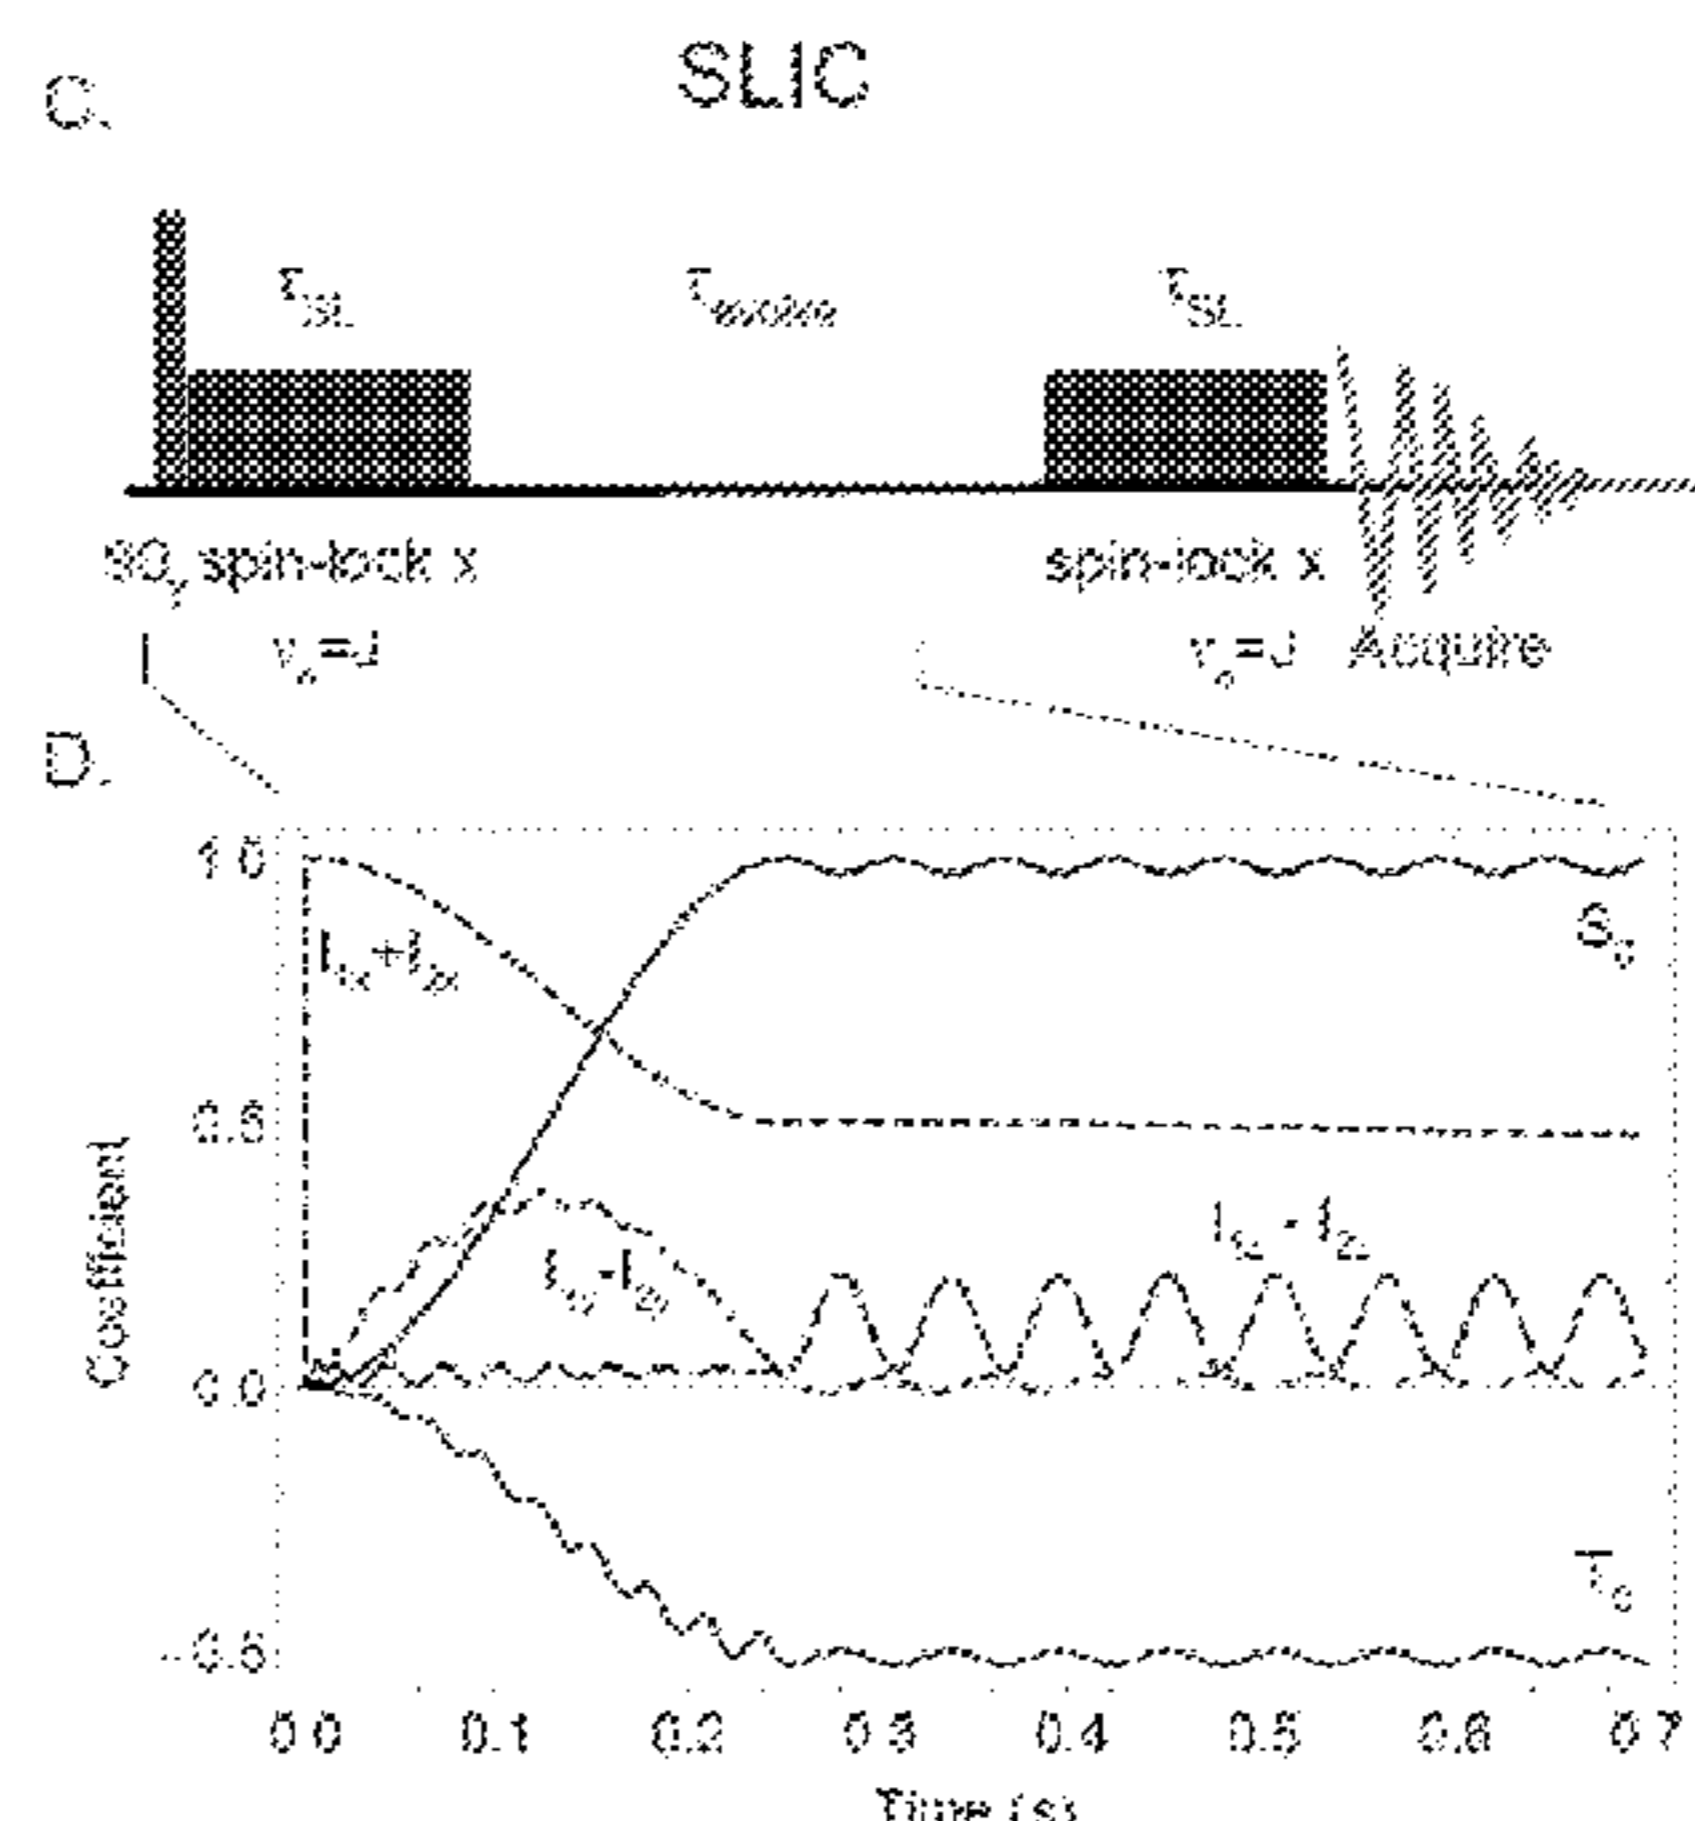 SLIC
C.
τSL τevolve τSL
90y spin-lock x spin-lock x
νn=J νn=J Acquire
D.
1.0
S0
I1x+I2x
0.5
I1z - I2z
I1y-I2y
Coefficient
0.0
T0
-0.5
0.0 0.1 0.2 0.3 0.4 0.5 0.6 0.7
Time (s)